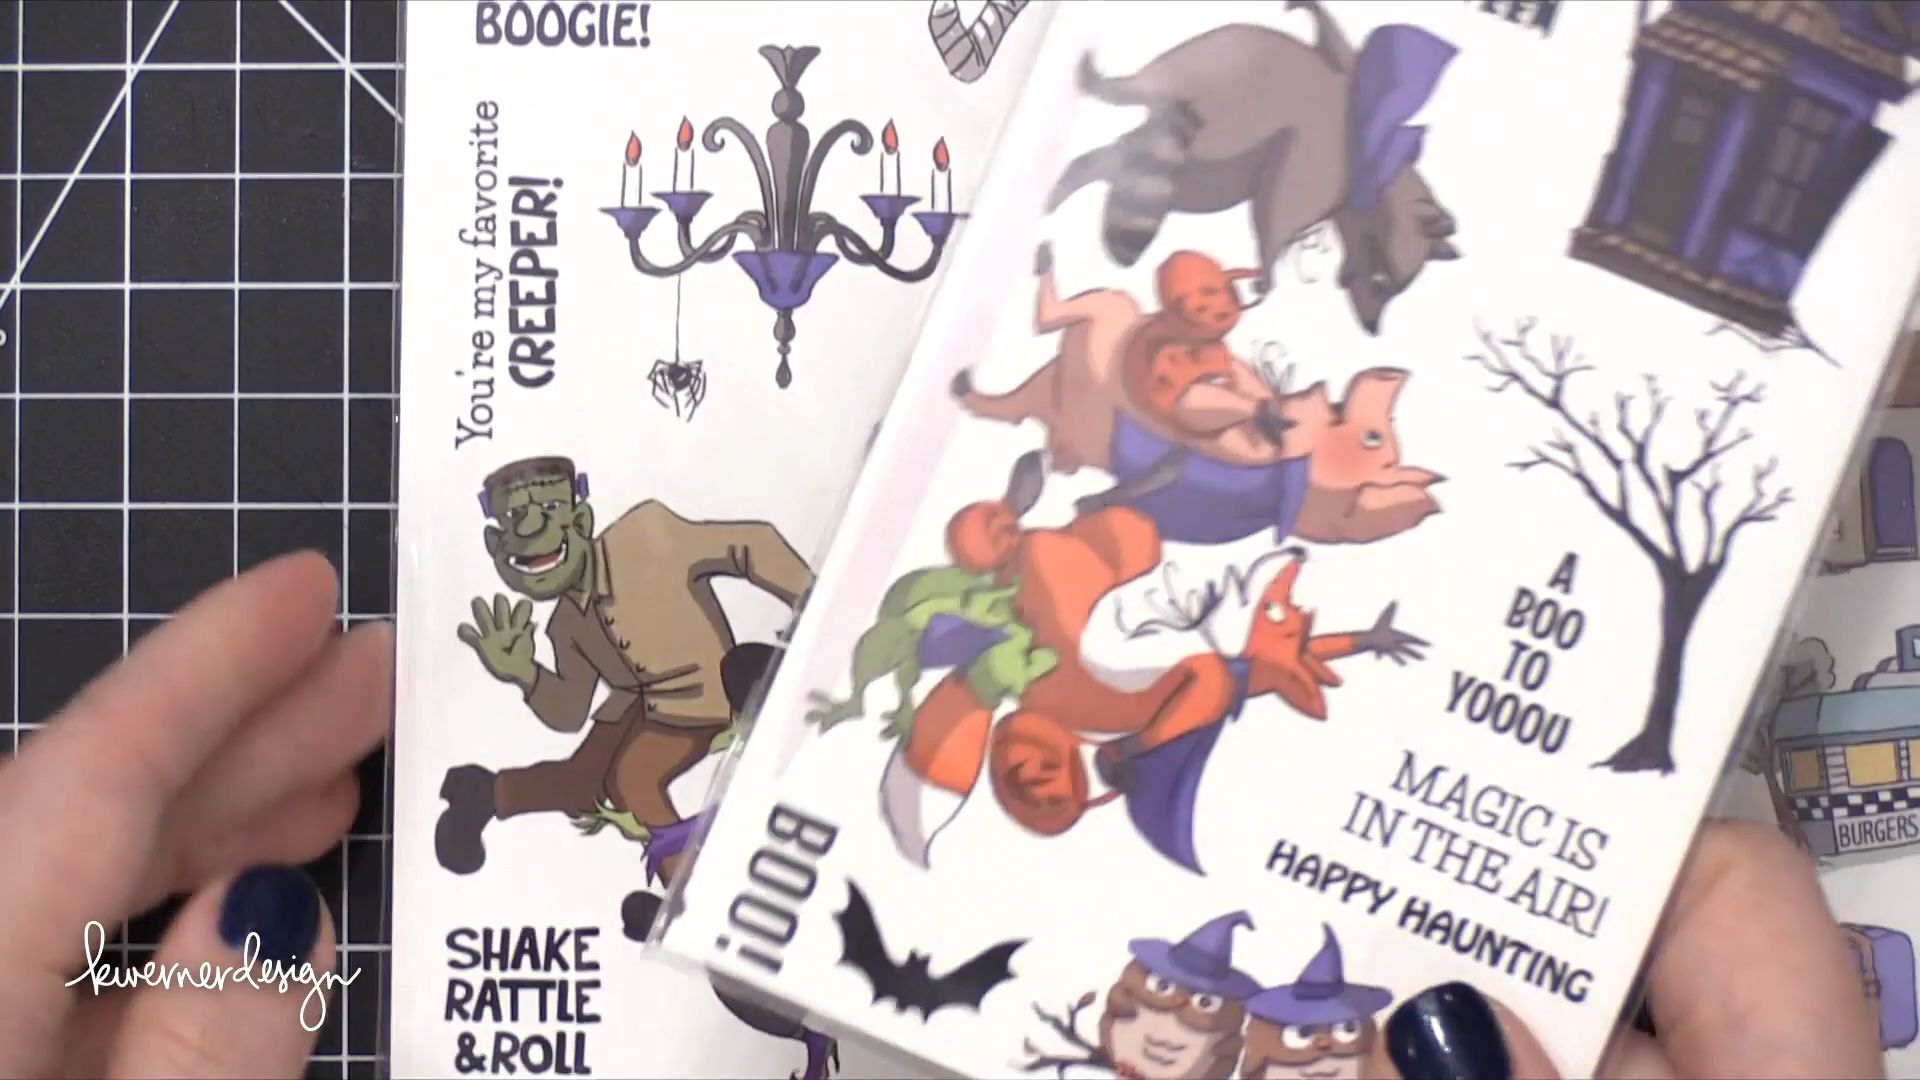 BOOGIE!
You're my favorite
CREEPER!
SHAKE
RATTLE
& ROLL
A
BOO
TO
YOOOU
MAGIC IS
IN THE AIR!
HAPPY HAUNTING
BOO!
BURGERS
kwernerdesign